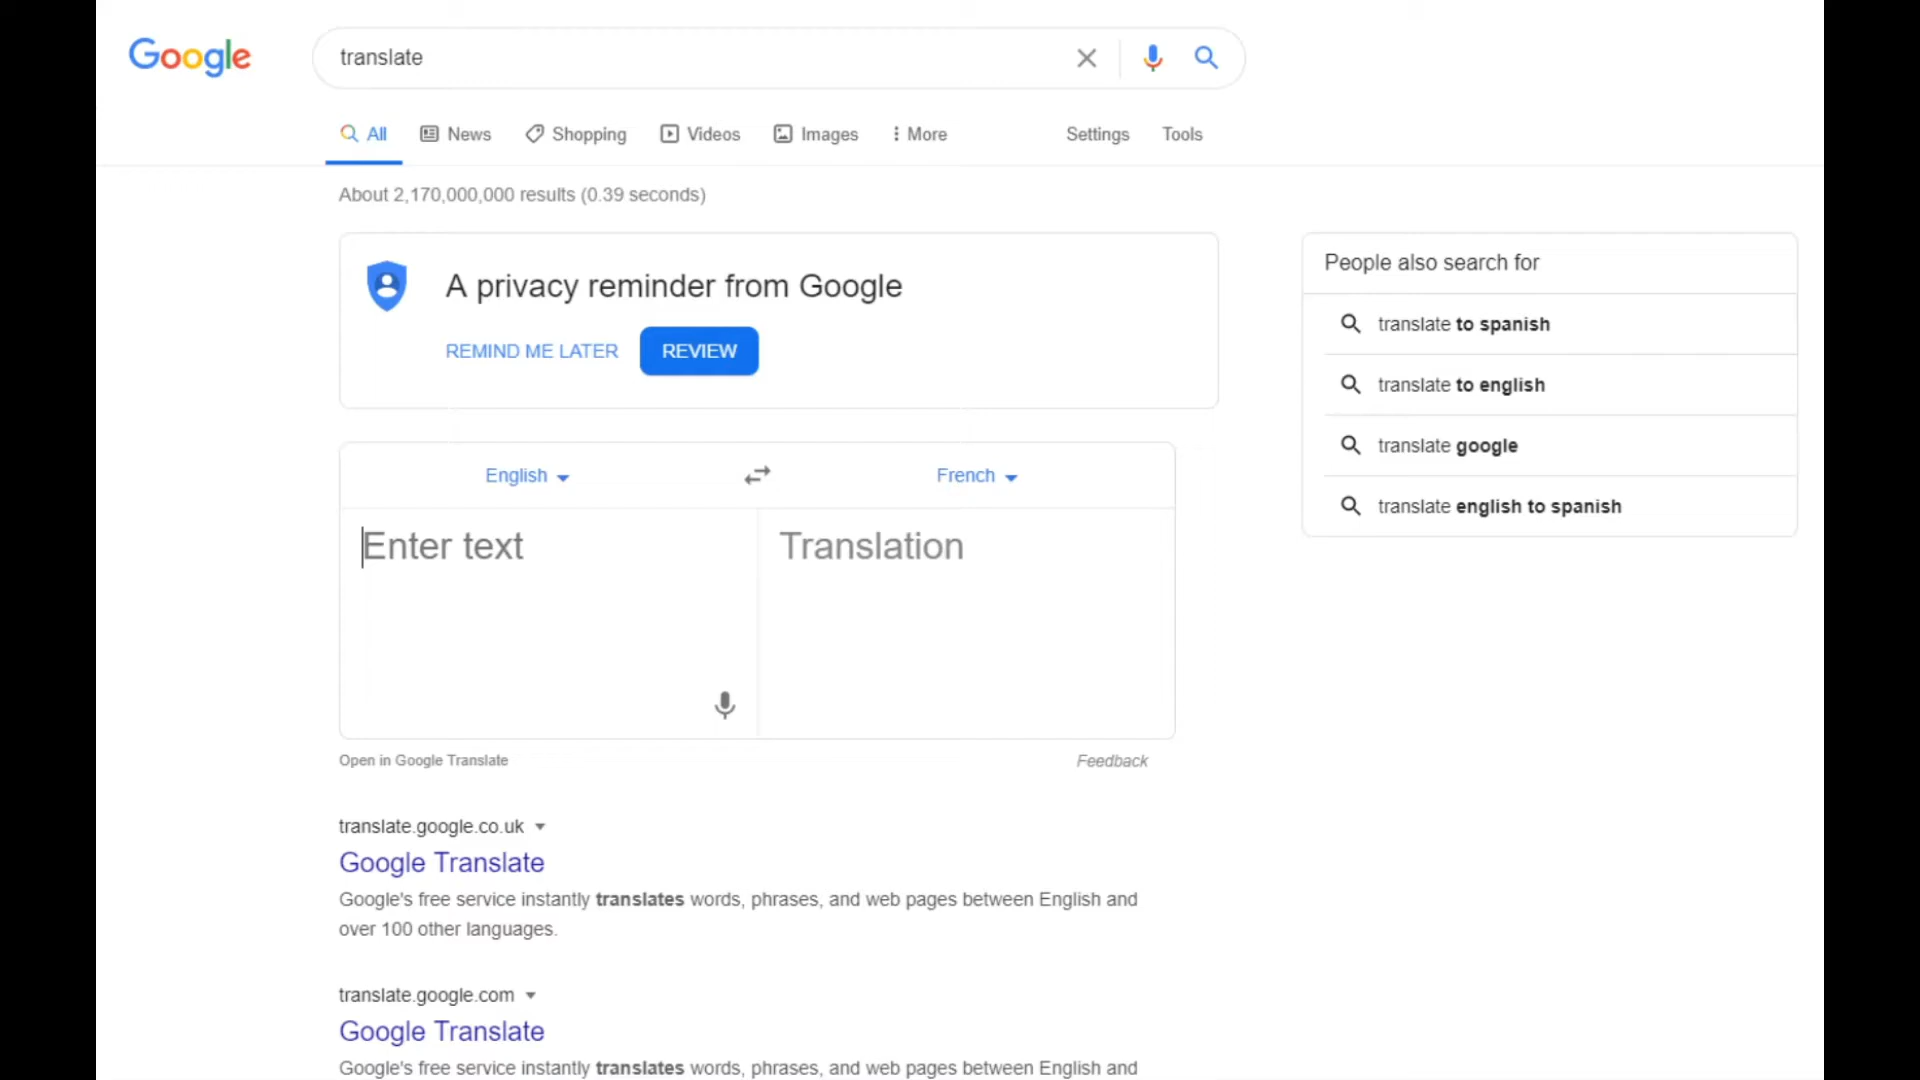 Google
translate
All News Shopping Videos Images More Settings Tools
About 2,170,000,000 results (0.39 seconds)
A privacy reminder from Google
REMIND ME LATER REVIEW
English French
Enter text Translation
Open in Google Translate Feedback
translate.google.co.uk
Google Translate
Google's free service instantly translates words, phrases, and web pages between English and
over 100 other languages.
translate.google.com
Google Translate
Google's free service instantly translates words, phrases, and web pages between English and
People also search for
translate to spanish
translate to english
translate google
translate english to spanish